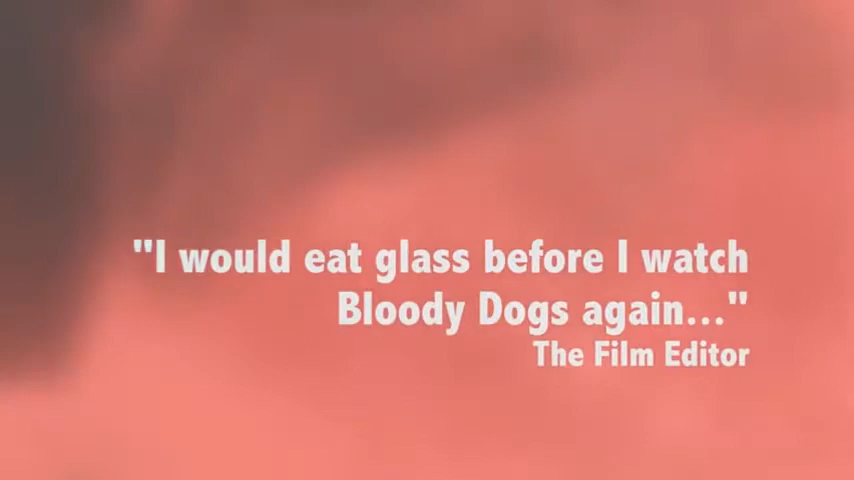 "I would eat glass before I watch
Bloody Dogs again..."
The Film Editor